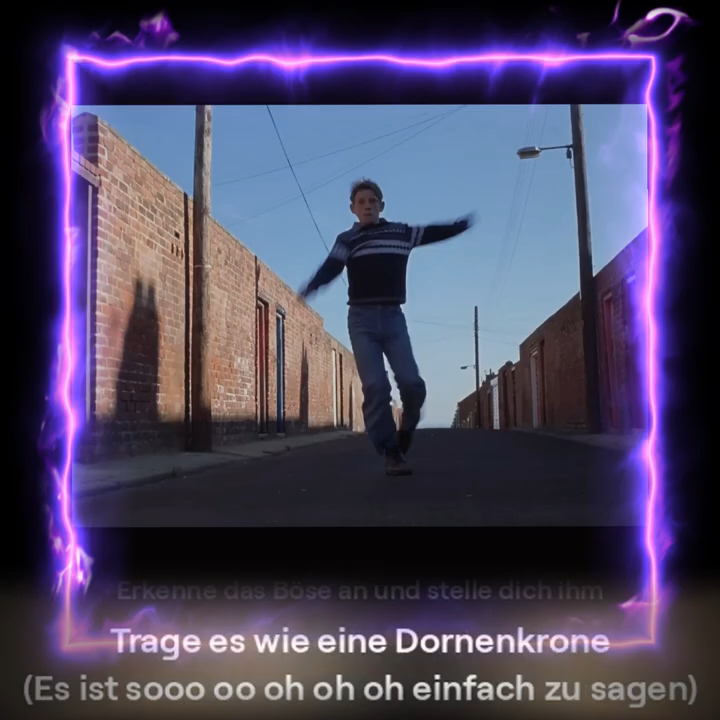 Erkenne das Böse an und stelle dich ihm
Trage es wie eine Dornenkrone
(Es ist sooo oo oh oh oh einfach zu sagen)